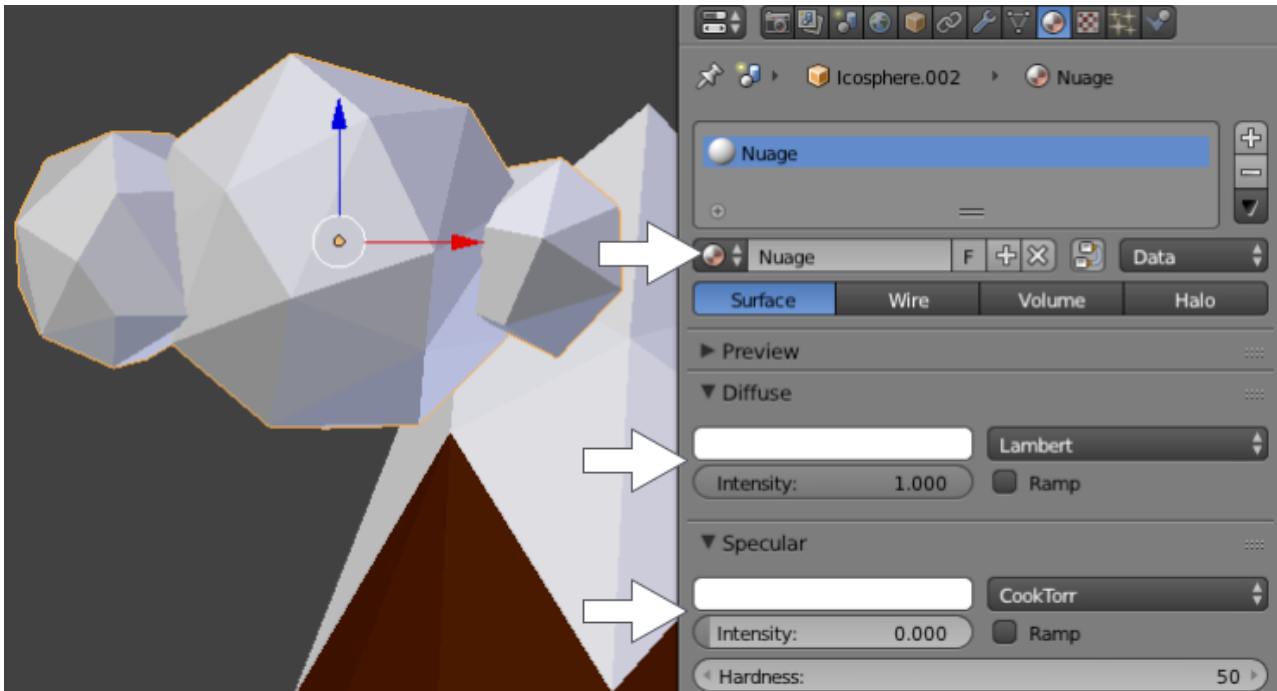 Icosphere.002 Nuage
Nuage
Nuage F Data
Surface Wire Volume Halo
Preview
Diffuse
Lambert
Intensity: 1.000 Ramp
Specular
CookTorr
Intensity: 0.000 Ramp
Hardness: 50